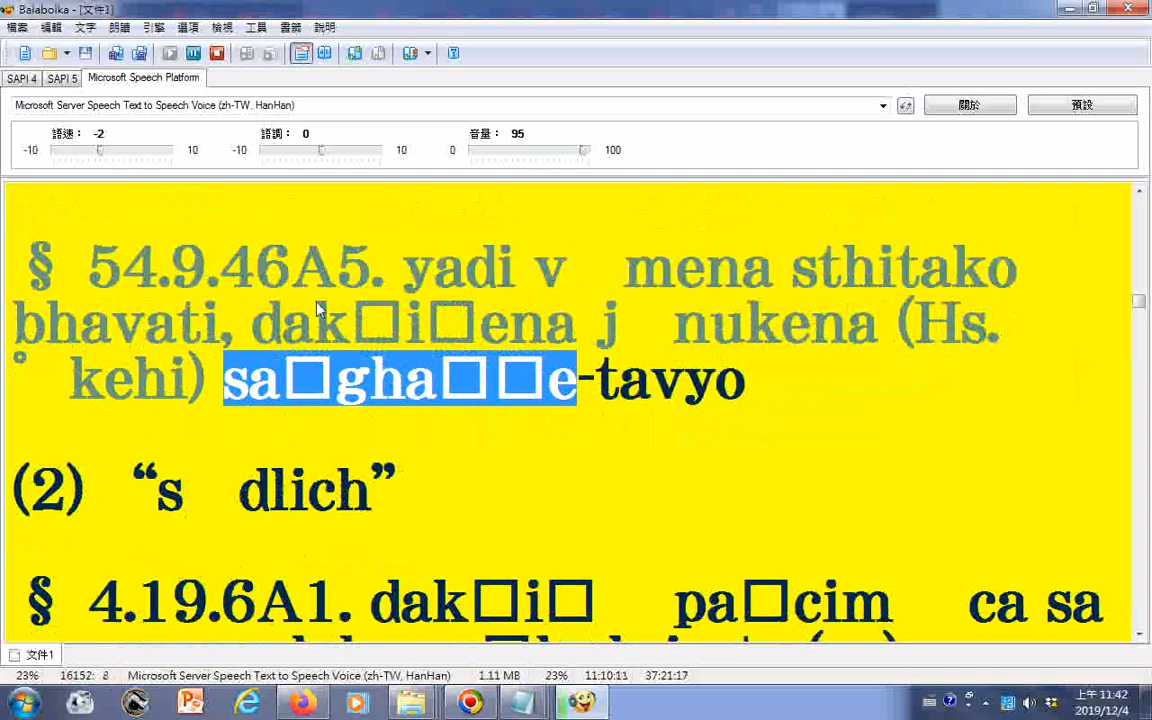 Balabolka - [文件1]
檔案 編輯 文字 朗讀 引擎 選項 檢視 工具 書籤 說明
SAPI 4 SAPI 5 Microsoft Speech Platform
Microsoft Server Speech Text to Speech Voice (zh-TW, HanHan) 關於 預設
語速： -2 語調： 0 音量： 95
-10 10 -10 10 0 100
§ 54.9.46A5. yadi v mena sthitako
bhavati, dak□i□ena j nukena (Hs.
° kehi) sa□gha□□e-tavyo
(2) “s dlich”
§ 4.19.6A1. dak□i□ pa□cim ca sa
文件1
23% 16152: 8 Microsoft Server Speech Text to Speech Voice (zh-TW, HanHan) 1.11 MB 23% 11:10:11 37:21:17
上午 11:42
2019/12/4